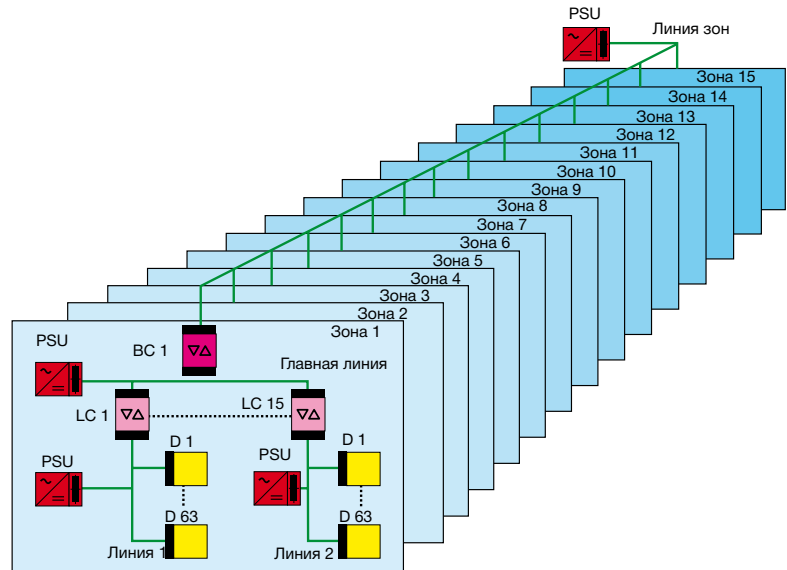 PSU
Линия зон
Зона 15
Зона 14
Зона 13
Зона 12
Зона 11
Зона 10
Зона 9
Зона 8
Зона 7
Зона 6
Зона 5
Зона 4
Зона 3
Зона 2
Зона 1
PSU
BC 1
Главная линия
LC 1
LC 15
D 1
D 1
PSU
PSU
D 63
D 63
Линия 1
Линия 2